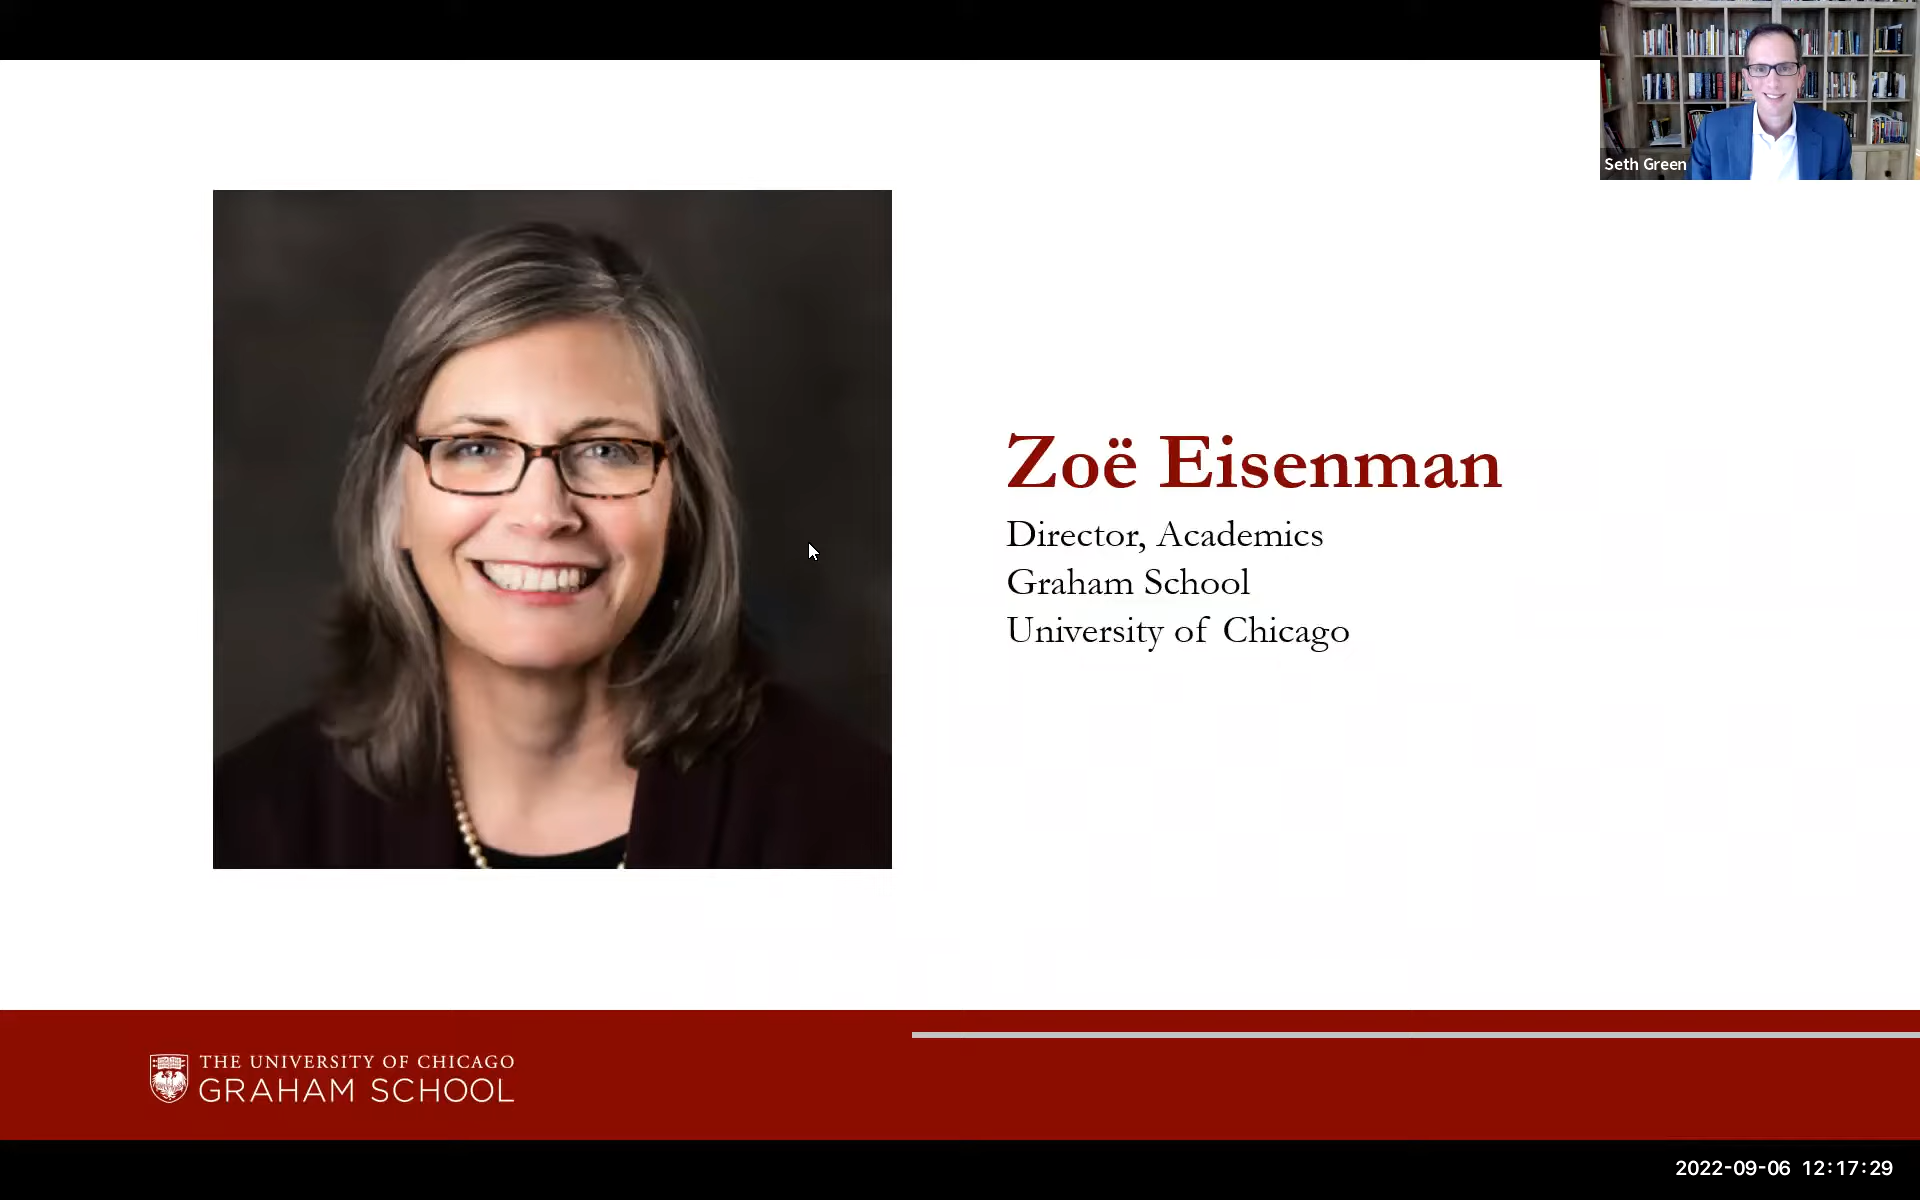 Seth Green
Zoë Eisenman
Director, Academics
Graham School
University of Chicago
THE UNIVERSITY OF CHICAGO
GRAHAM SCHOOL
2022-09-06 12:17:29